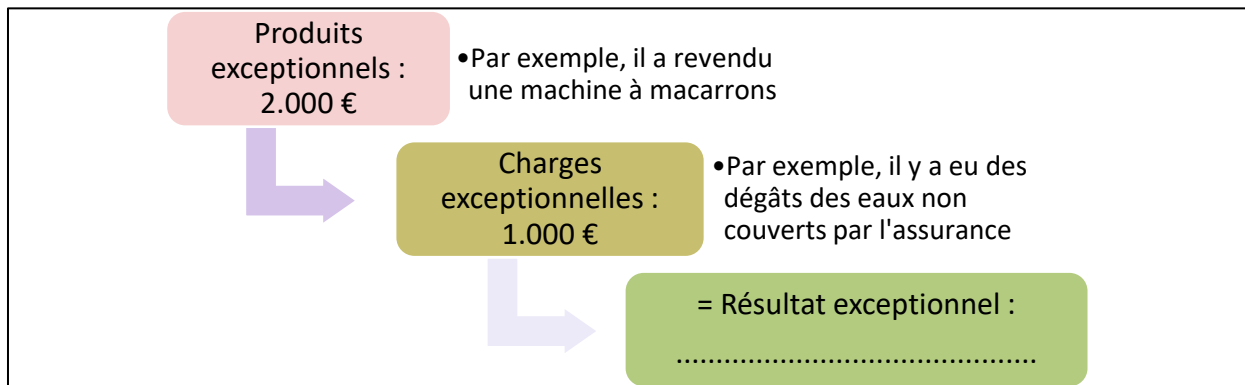 Produits
exceptionnels :
2.000 €
•Par exemple, il a revendu
une machine à macarrons
Charges
exceptionnelles :
1.000 €
•Par exemple, il y a eu des
dégâts des eaux non
couverts par l'assurance
= Résultat exceptionnel :
.............................................